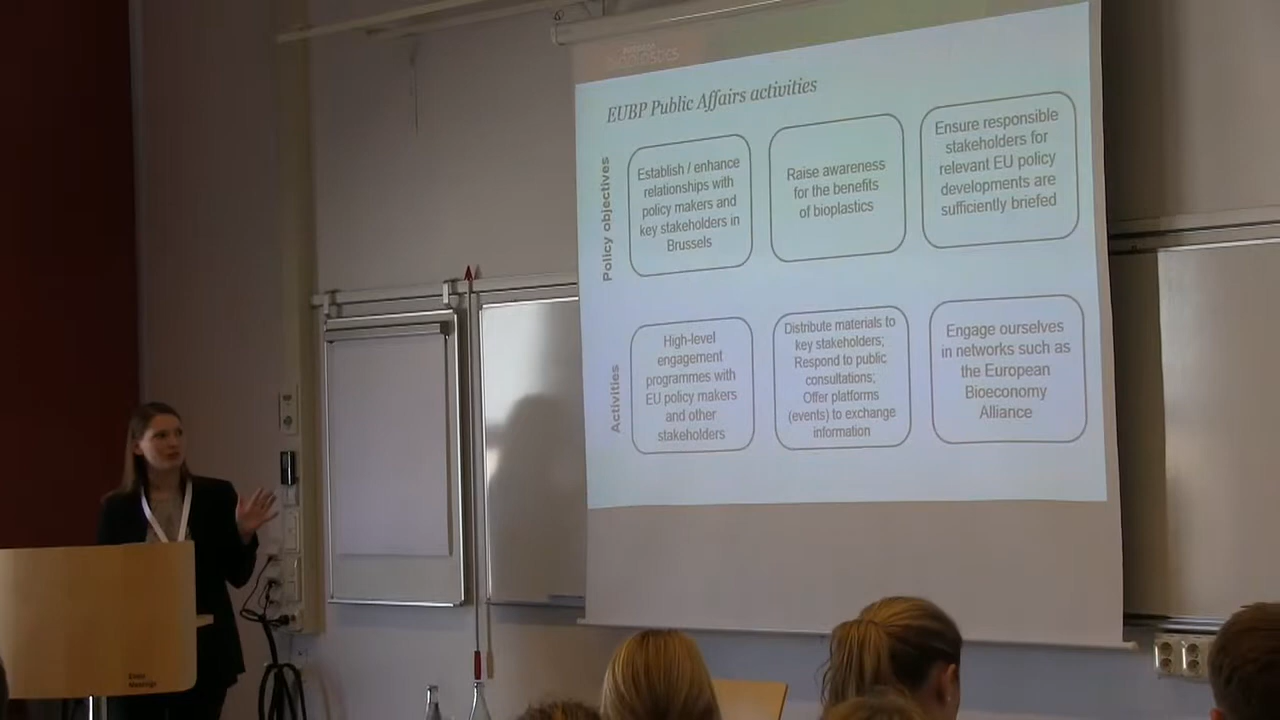 EUROPEAN
BIOPLASTICS
EUBP Public Affairs activities
Policy objectives
Establish / enhance
relationships with
policy makers and
key stakeholders in
Brussels
Raise awareness
for the benefits
of bioplastics
Ensure responsible
stakeholders for
relevant EU policy
developments are
sufficiently briefed
Activities
High-level
engagement
programmes with
EU policy makers
and other
stakeholders
Distribute materials to
key stakeholders;
Respond to public
consultations;
Offer platforms
(events) to exchange
information
Engage ourselves
in networks such as
the European
Bioeconomy
Alliance
Meetings